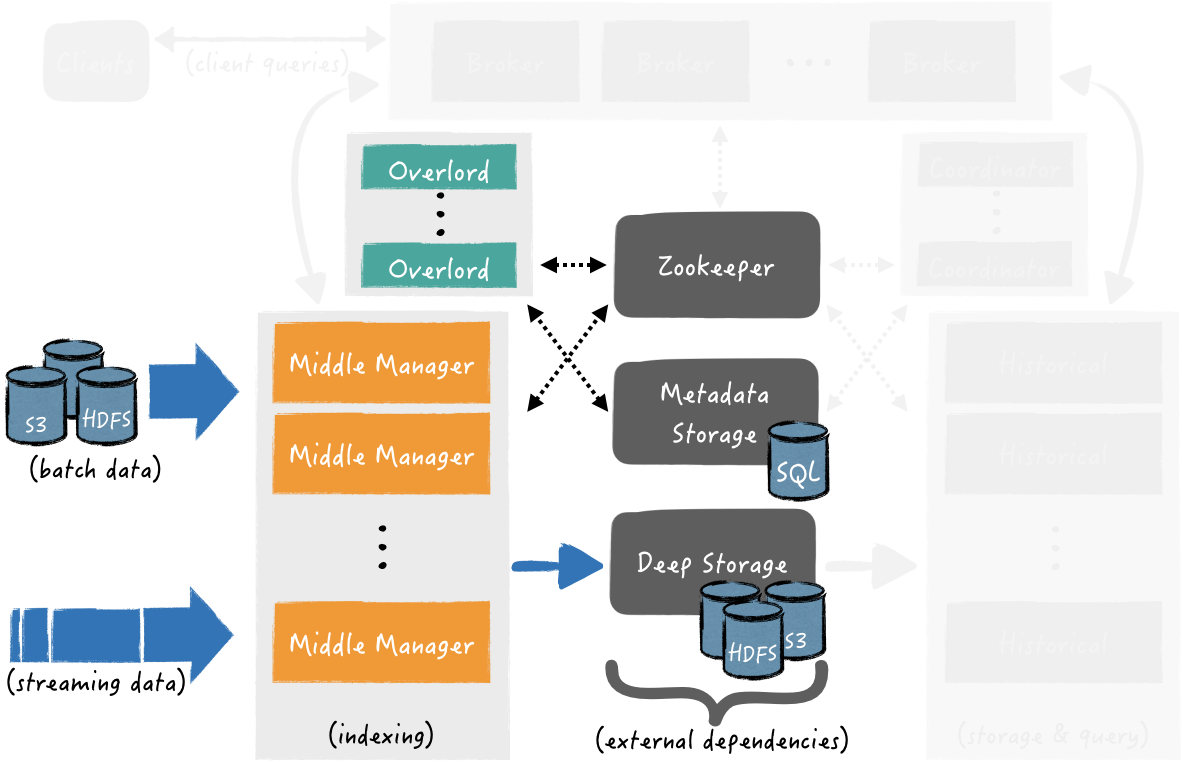 Clients
(client queries)
Broker
Broker
...
Broker
Overlord
Overlord
Coordinator
Coordinator
Zookeeper
Middle Manager
Middle Manager
Middle Manager
(indexing)
S3
HDFS
(batch data)
(streaming data)
Metadata
Storage
SQL
Deep Storage
HDFS
S3
(external dependencies)
Historical
Historical
Historical
(storage & query)